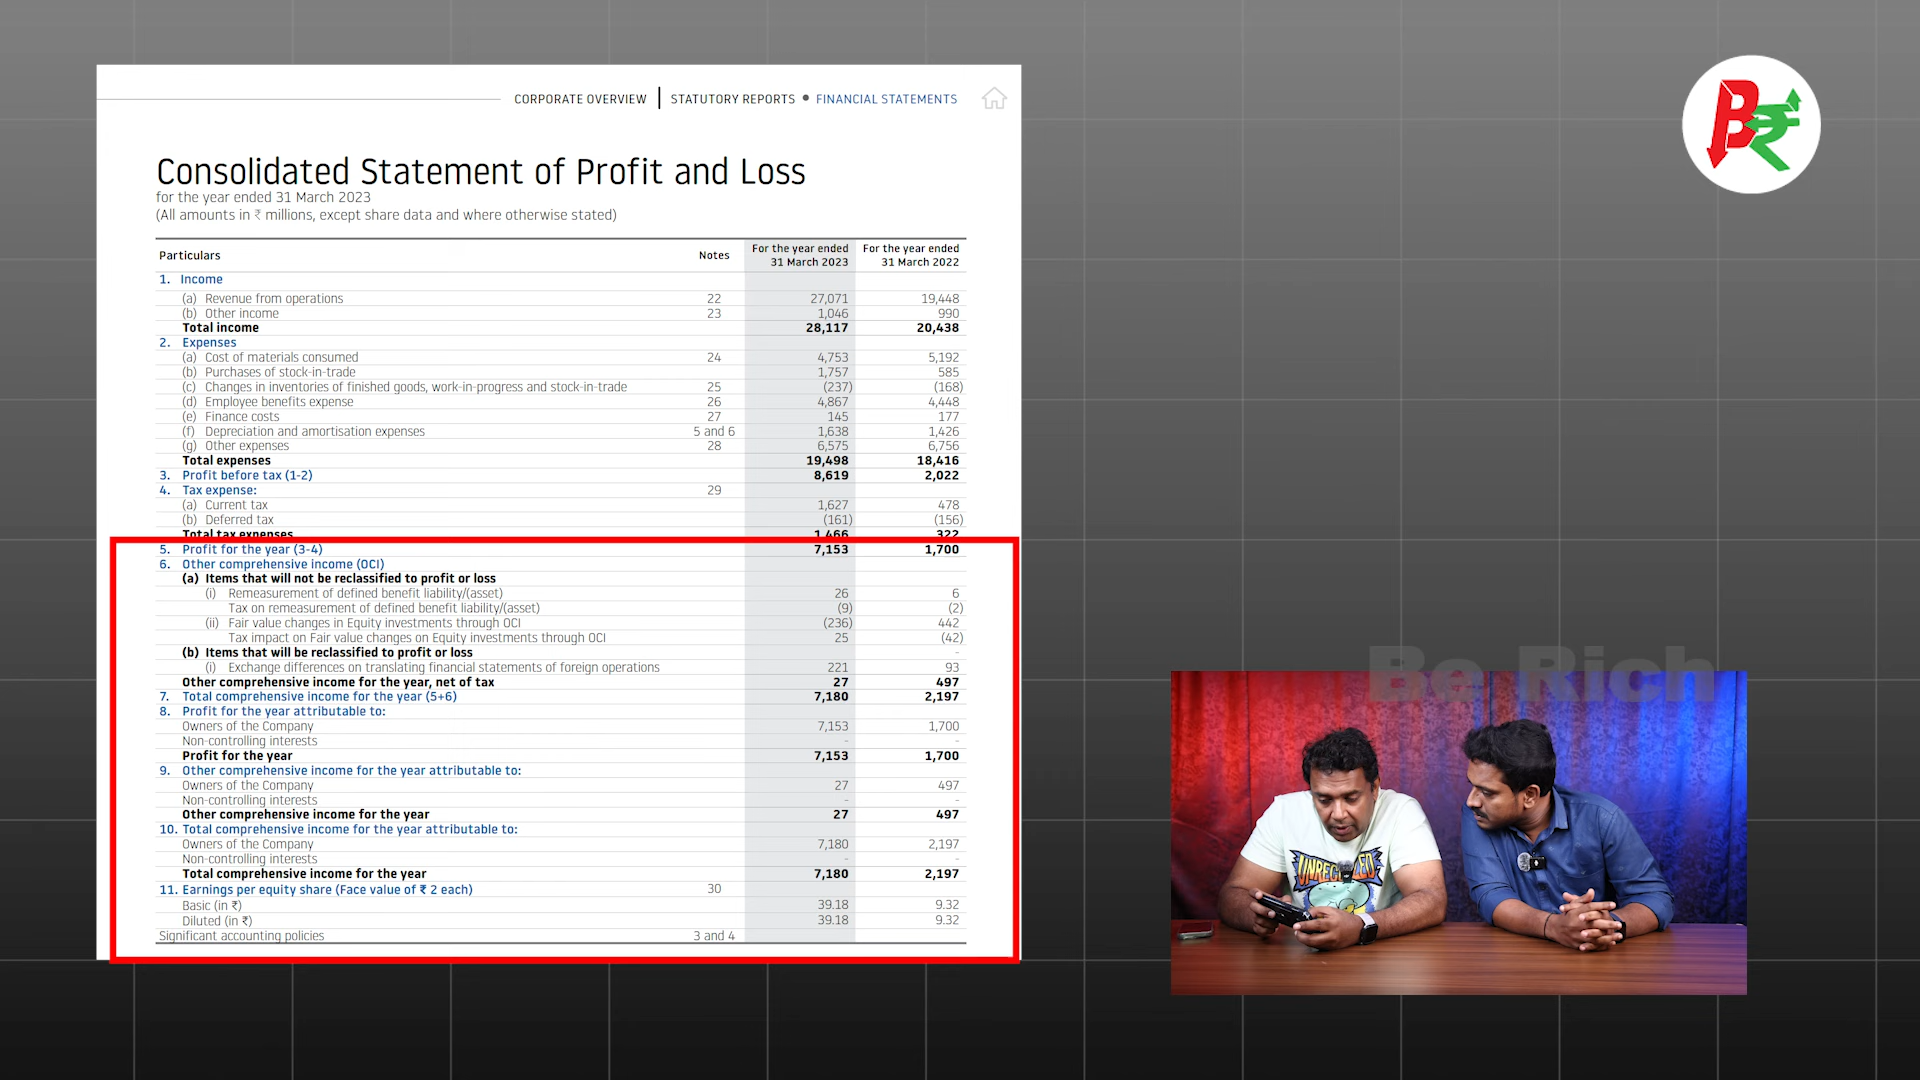 CORPORATE OVERVIEW | STATUTORY REPORTS • FINANCIAL STATEMENTS
Consolidated Statement of Profit and Loss
for the year ended 31 March 2023
(All amounts in ₹ millions, except share data and where otherwise stated)
Particulars Notes For the year ended 31 March 2023 For the year ended 31 March 2022
1. Income
(a) Revenue from operations 22 27,071 19,448
(b) Other income 23 1,046 990
Total income 28,117 20,438
2. Expenses
(a) Cost of materials consumed 24 4,753 5,192
(b) Purchases of stock-in-trade 1,757 585
(c) Changes in inventories of finished goods, work-in-progress and stock-in-trade 25 (237) (168)
(d) Employee benefits expense 26 4,867 4,448
(e) Finance costs 27 145 177
(f) Depreciation and amortisation expenses 5 and 6 1,638 1,426
(g) Other expenses 28 6,575 6,756
Total expenses 19,498 18,416
3. Profit before tax (1-2) 8,619 2,022
4. Tax expense: 29
(a) Current tax 1,627 478
(b) Deferred tax (161) (156)
Total tax expenses 1,466 322
5. Profit for the year (3-4) 7,153 1,700
6. Other comprehensive income (OCI)
(a) Items that will not be reclassified to profit or loss
(i) Remeasurement of defined benefit liability/(asset) 26 6
Tax on remeasurement of defined benefit liability/(asset) (9) (2)
(ii) Fair value changes in Equity investments through OCI (236) 442
Tax impact on Fair value changes on Equity investments through OCI 25 (42)
(b) Items that will be reclassified to profit or loss -
(i) Exchange differences on translating financial statements of foreign operations 221 93
Other comprehensive income for the year, net of tax 27 497
7. Total comprehensive income for the year (5+6) 7,180 2,197
8. Profit for the year attributable to:
Owners of the Company 7,153 1,700
Non-controlling interests - -
Profit for the year 7,153 1,700
9. Other comprehensive income for the year attributable to:
Owners of the Company 27 497
Non-controlling interests - -
Other comprehensive income for the year 27 497
10. Total comprehensive income for the year attributable to:
Owners of the Company 7,180 2,197
Non-controlling interests - -
Total comprehensive income for the year 7,180 2,197
11. Earnings per equity share (Face value of ₹ 2 each) 30
Basic (in ₹) 39.18 9.32
Diluted (in ₹) 39.18 9.32
Significant accounting policies 3 and 4
B₹
Be Rich